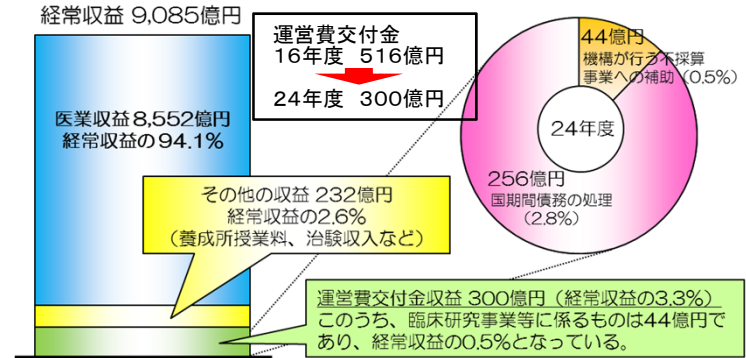 経常収益 9,085億円
運営費交付金
16年度 516億円
24年度 300億円
医業収益8,552億円
経常収益の94.1%
その他の収益 232億円
経常収益の2.6%
（養成所授業料、治験収入など）
44億円
機構が行う不採算
事業への補助（0.5%）
24年度
256億円
国期間債務の処理
（2.8%）
運営費交付金収益 300億円（経常収益の3.3%）
このうち、臨床研究事業等に係るものは44億円で
あり、経常収益の0.5%となっている。